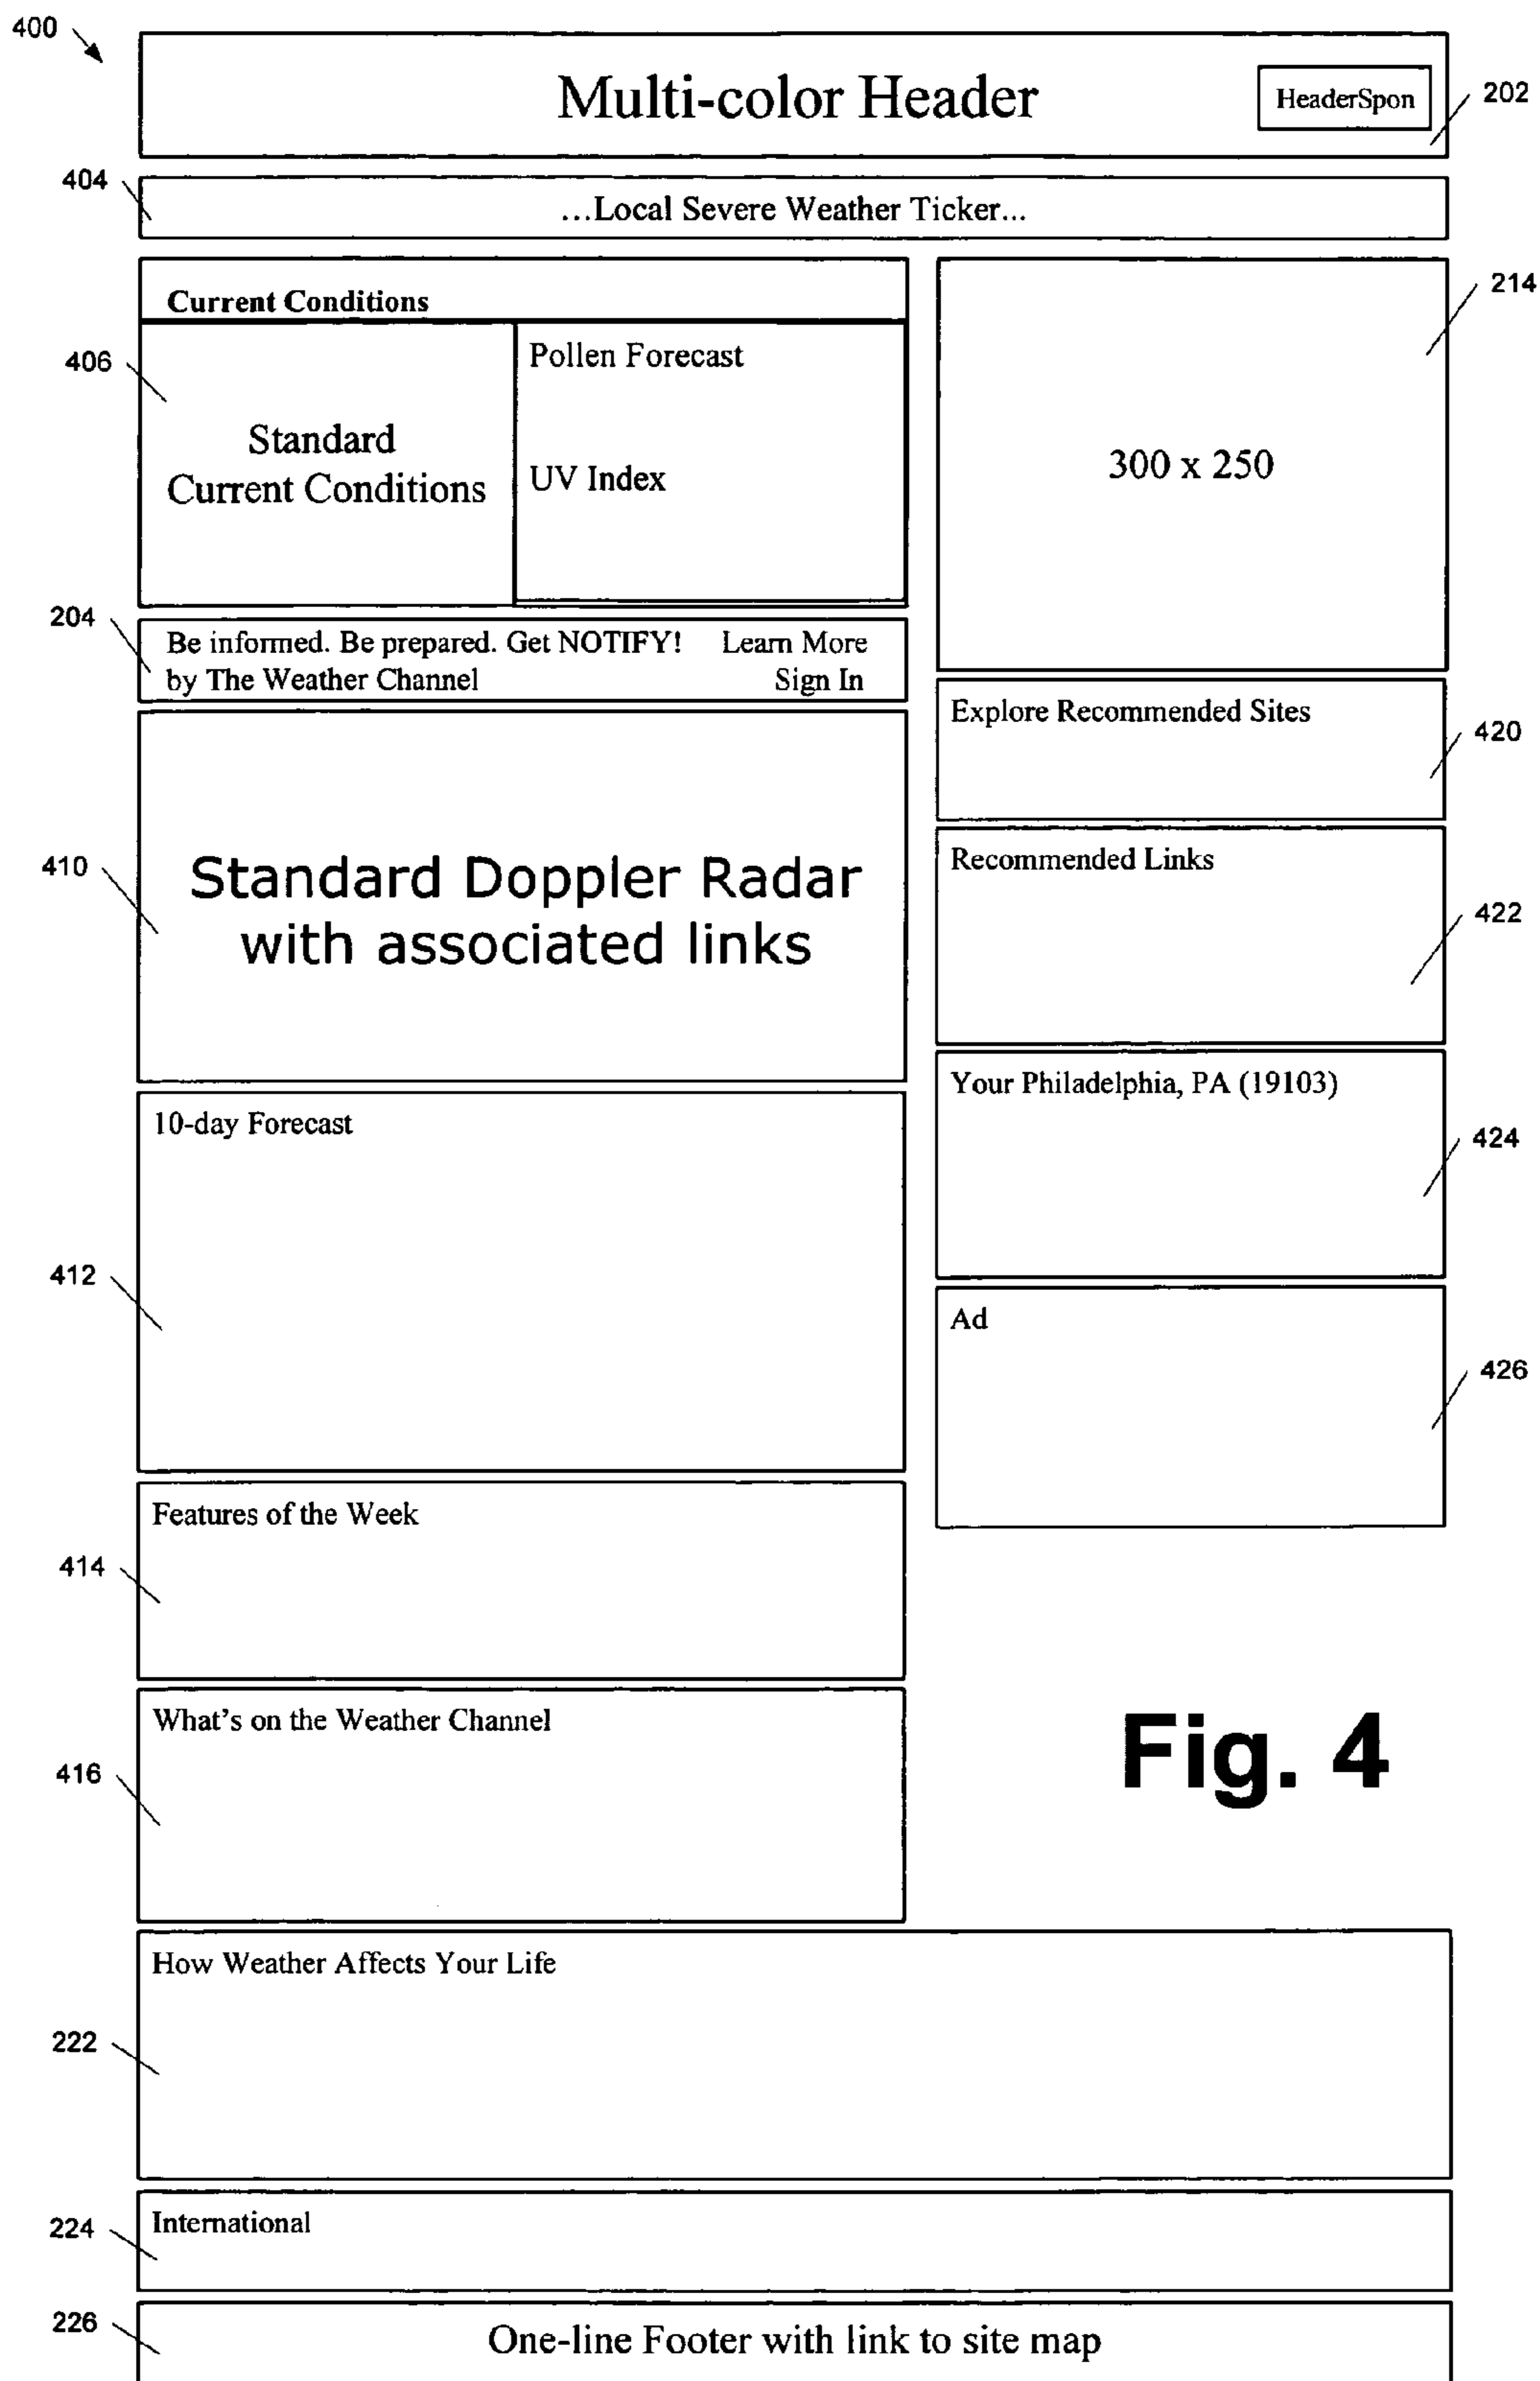 400
Multi-color Header
HeaderSpon
202
404
...Local Severe Weather Ticker...
Current Conditions
214
406
Standard
Current Conditions
Pollen Forecast
UV Index
300 x 250
204
Be informed. Be prepared. Get NOTIFY! Learn More
by The Weather Channel Sign In
Explore Recommended Sites
420
410
Standard Doppler Radar
with associated links
Recommended Links
422
Your Philadelphia, PA (19103)
424
10-day Forecast
412
Ad
426
Features of the Week
414
What's on the Weather Channel
416
Fig. 4
How Weather Affects Your Life
222
International
224
226
One-line Footer with link to site map